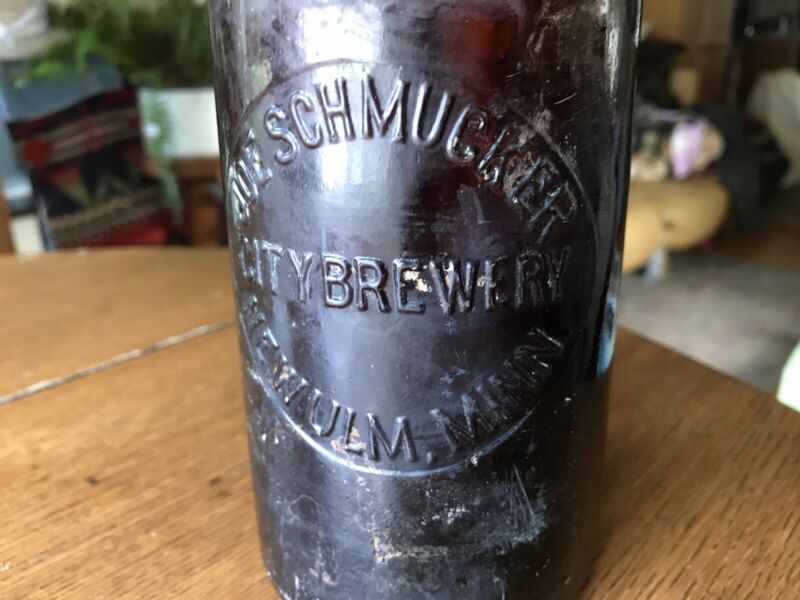 JOE SCHMUCKER
CITY BREWERY
NEW ULM, MINN.